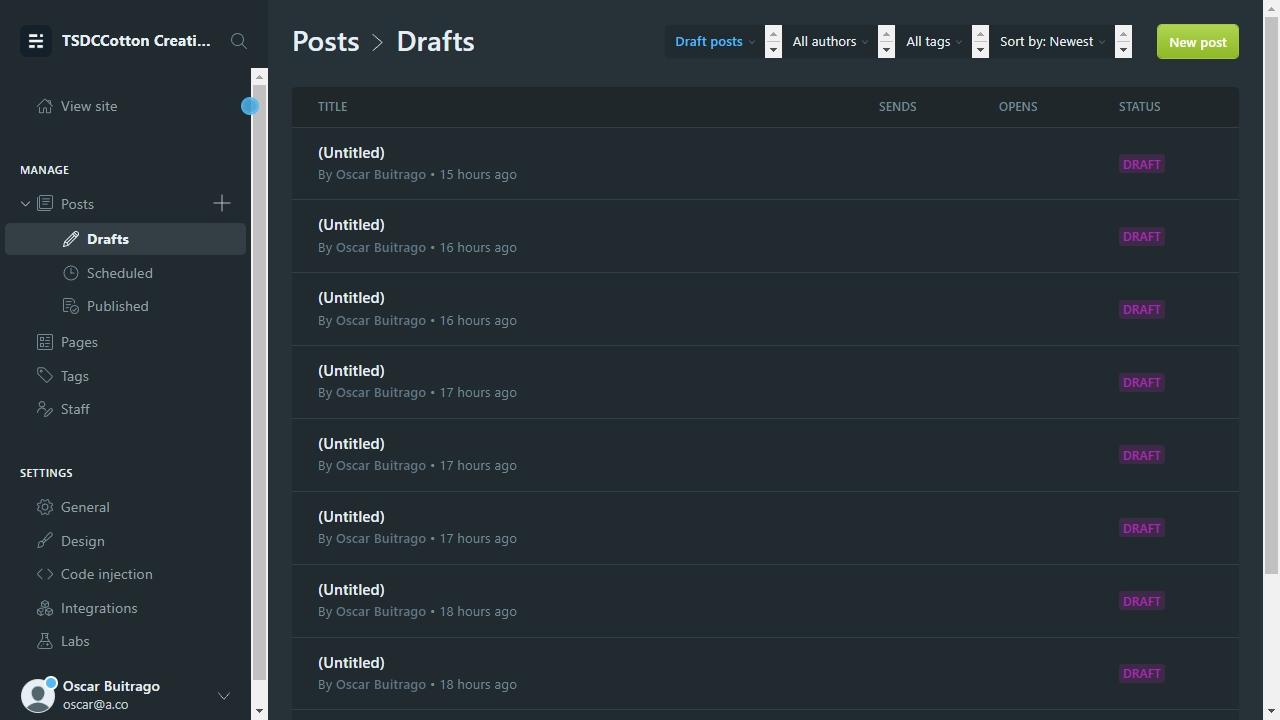 TSDCCotton Creati...
View site
MANAGE
Posts
Drafts
Scheduled
Published
Pages
Tags
Staff
SETTINGS
General
Design
Code injection
Integrations
Labs
Oscar Buitrago
oscar@a.co
Posts > Drafts
Draft posts
All authors
All tags
Sort by: Newest
New post
TITLE SENDS OPENS STATUS
(Untitled)
By Oscar Buitrago • 15 hours ago
DRAFT
(Untitled)
By Oscar Buitrago • 16 hours ago
DRAFT
(Untitled)
By Oscar Buitrago • 16 hours ago
DRAFT
(Untitled)
By Oscar Buitrago • 17 hours ago
DRAFT
(Untitled)
By Oscar Buitrago • 17 hours ago
DRAFT
(Untitled)
By Oscar Buitrago • 17 hours ago
DRAFT
(Untitled)
By Oscar Buitrago • 18 hours ago
DRAFT
(Untitled)
By Oscar Buitrago • 18 hours ago
DRAFT